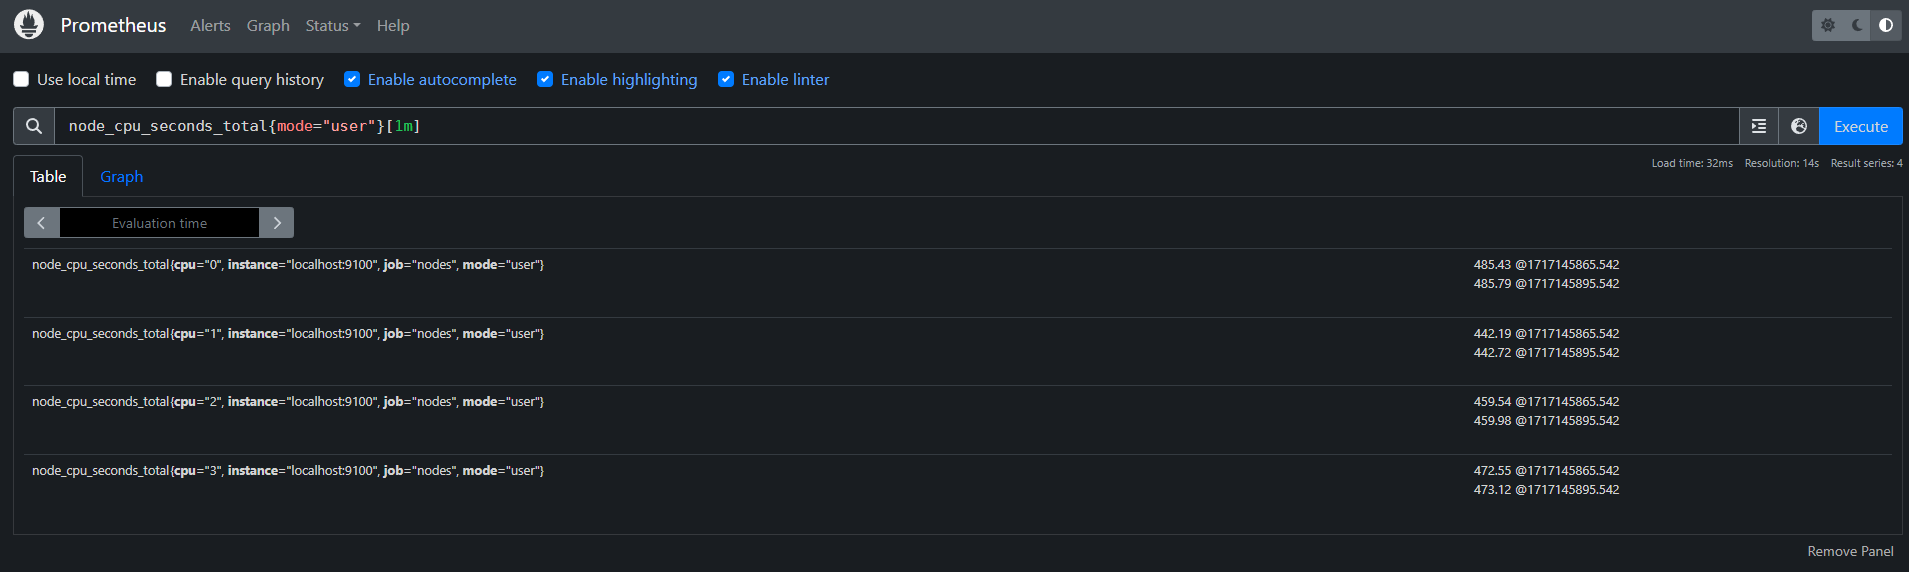 Prometheus Alerts Graph Status Help
Use local time Enable query history Enable autocomplete Enable highlighting Enable linter
node_cpu_seconds_total{mode="user"}[1m] Execute
Load time: 32ms Resolution: 14s Result series: 4
Table Graph
Evaluation time
node_cpu_seconds_total{cpu="0", instance="localhost:9100", job="nodes", mode="user"} 485.43 @1717145865.542
485.79 @1717145895.542
node_cpu_seconds_total{cpu="1", instance="localhost:9100", job="nodes", mode="user"} 442.19 @1717145865.542
442.72 @1717145895.542
node_cpu_seconds_total{cpu="2", instance="localhost:9100", job="nodes", mode="user"} 459.54 @1717145865.542
459.98 @1717145895.542
node_cpu_seconds_total{cpu="3", instance="localhost:9100", job="nodes", mode="user"} 472.55 @1717145865.542
473.12 @1717145895.542
Remove Panel